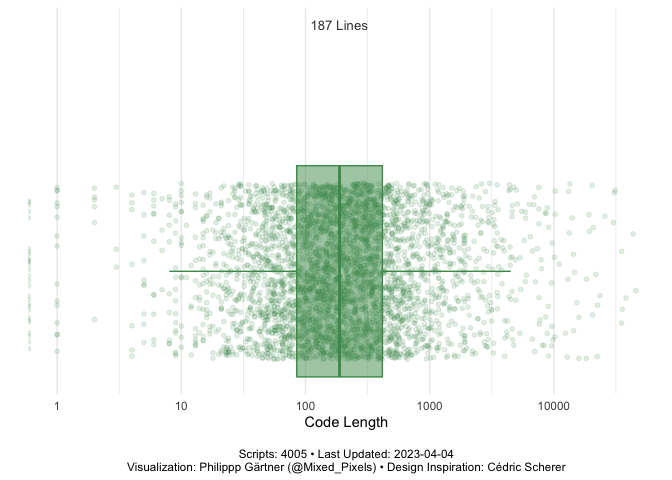 187 Lines
1 10 100 1000 10000
Code Length
Scripts: 4005 • Last Updated: 2023-04-04
Visualization: Philippp Gärtner (@Mixed_Pixels) • Design Inspiration: Cédric Scherer